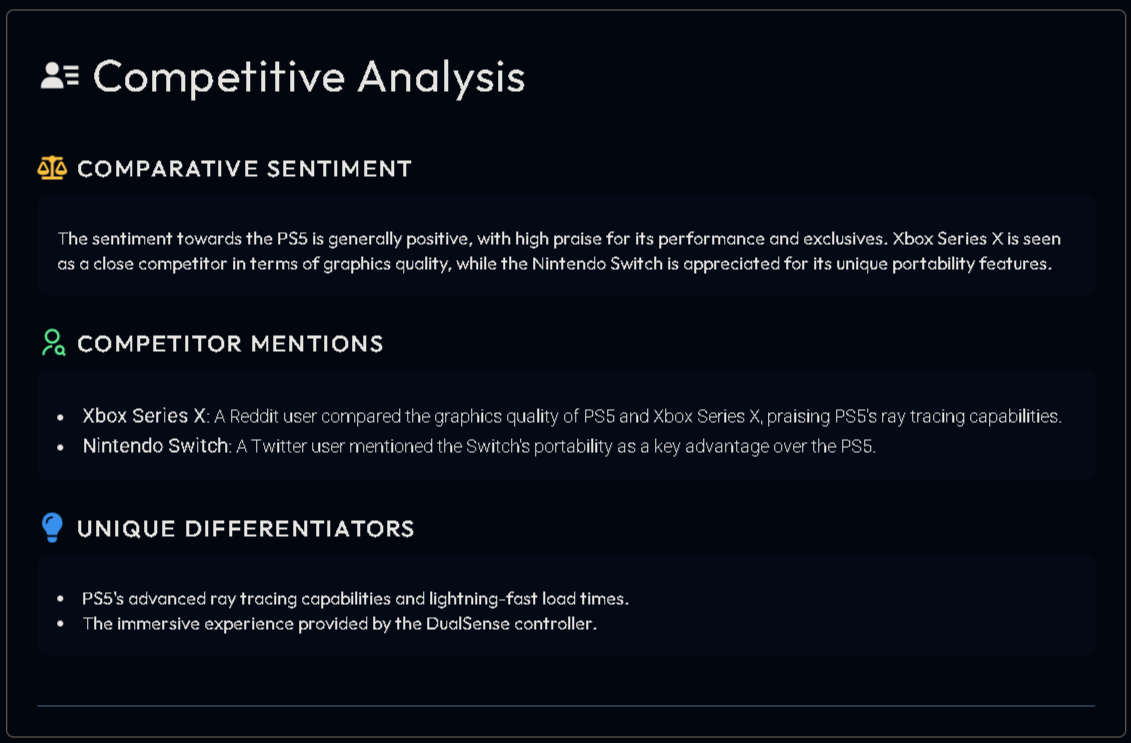 Competitive Analysis
COMPARATIVE SENTIMENT
The sentiment towards the PS5 is generally positive, with high praise for its performance and exclusives. Xbox Series X is seen
as a close competitor in terms of graphics quality, while the Nintendo Switch is appreciated for its unique portability features.
COMPETITOR MENTIONS
• Xbox Series X: A Reddit user compared the graphics quality of PS5 and Xbox Series X, praising PS5's ray tracing capabilities.
• Nintendo Switch: A Twitter user mentioned the Switch's portability as a key advantage over the PS5.
UNIQUE DIFFERENTIATORS
• PS5's advanced ray tracing capabilities and lightning-fast load times.
• The immersive experience provided by the DualSense controller.